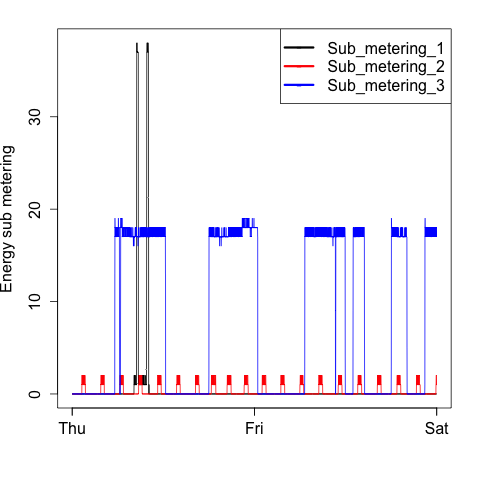 Sub_metering_1
Sub_metering_2
Sub_metering_3
Energy sub metering
30
20
10
0
Thu
Fri
Sat